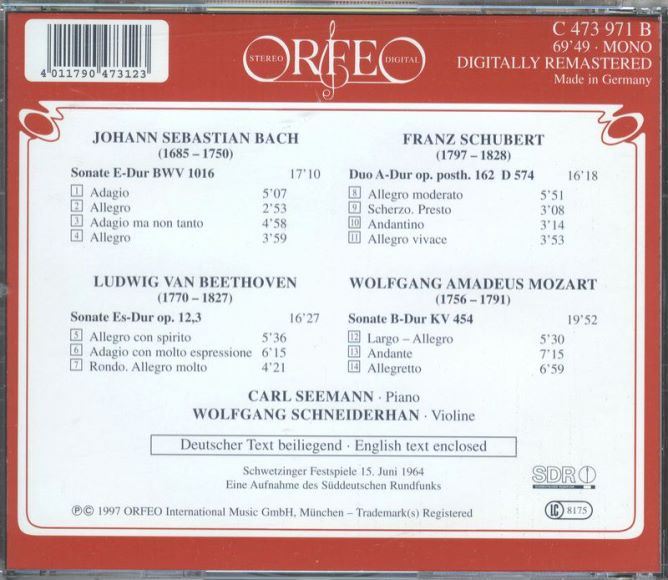 4 011790 473123
STEREO ORFEO DIGITAL
C 473 971 B
69'49 · MONO
DIGITALLY REMASTERED
Made in Germany
JOHANN SEBASTIAN BACH
(1685 – 1750)
Sonate E-Dur BWV 1016 17'10
1 Adagio 5'07
2 Allegro 2'53
3 Adagio ma non tanto 4'58
4 Allegro 3'59
LUDWIG VAN BEETHOVEN
(1770 – 1827)
Sonate Es-Dur op. 12,3 16'27
5 Allegro con spirito 5'36
6 Adagio con molto espressione 6'15
7 Rondo. Allegro molto 4'21
FRANZ SCHUBERT
(1797 – 1828)
Duo A-Dur op. posth. 162 D 574 16'18
8 Allegro moderato 5'51
9 Scherzo. Presto 3'08
10 Andantino 3'14
11 Allegro vivace 3'53
WOLFGANG AMADEUS MOZART
(1756 – 1791)
Sonate B-Dur KV 454 19'52
12 Largo – Allegro 5'30
13 Andante 7'15
14 Allegretto 6'59
CARL SEEMANN · Piano
WOLFGANG SCHNEIDERHAN · Violine
Deutscher Text beiliegend · English text enclosed
Schwetzinger Festspiele 15. Juni 1964
Eine Aufnahme des Süddeutschen Rundfunks
SDR
℗© 1997 ORFEO International Music GmbH, München – Trademark(s) Registered
LC 8175